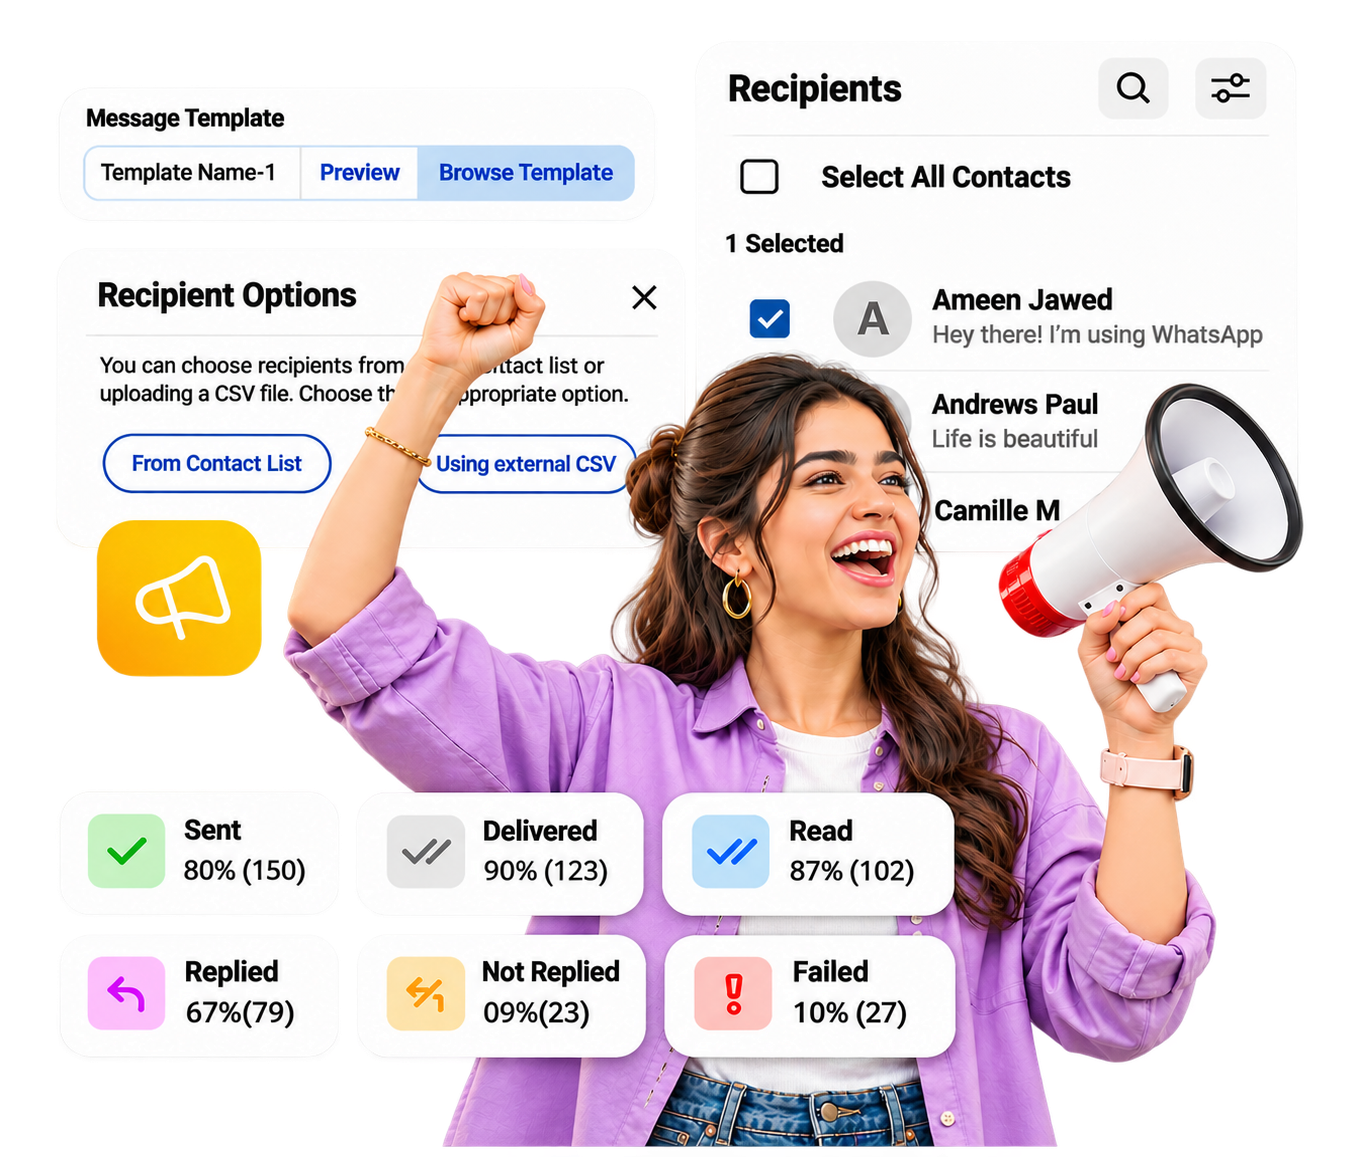 Message Template
Template Name-1 Preview Browse Template
Recipient Options
You can choose recipients from ntact list or
uploading a CSV file. Choose th ppropriate option.
From Contact List Using external CSV
Recipients
Select All Contacts
1 Selected
A
Ameen Jawed
Hey there! I'm using WhatsApp
Andrews Paul
Life is beautiful
Camille M
Sent
80% (150)
Delivered
90% (123)
Read
87% (102)
Replied
67%(79)
Not Replied
09%(23)
Failed
10% (27)